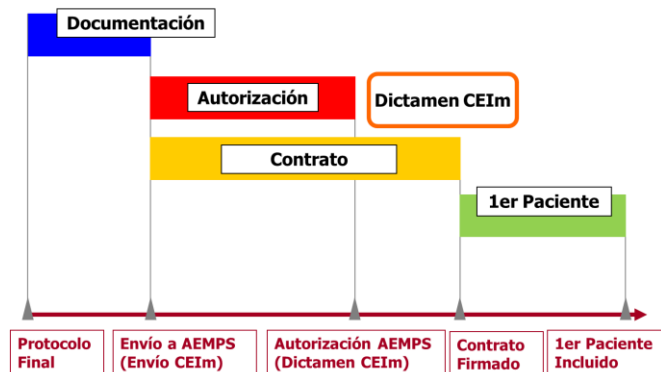 Documentación
Autorización
Dictamen CEIm
Contrato
1er Paciente
Protocolo
Final
Envío a AEMPS
(Envío CEIm)
Autorización AEMPS
(Dictamen CEIm)
Contrato
Firmado
1er Paciente
Incluido